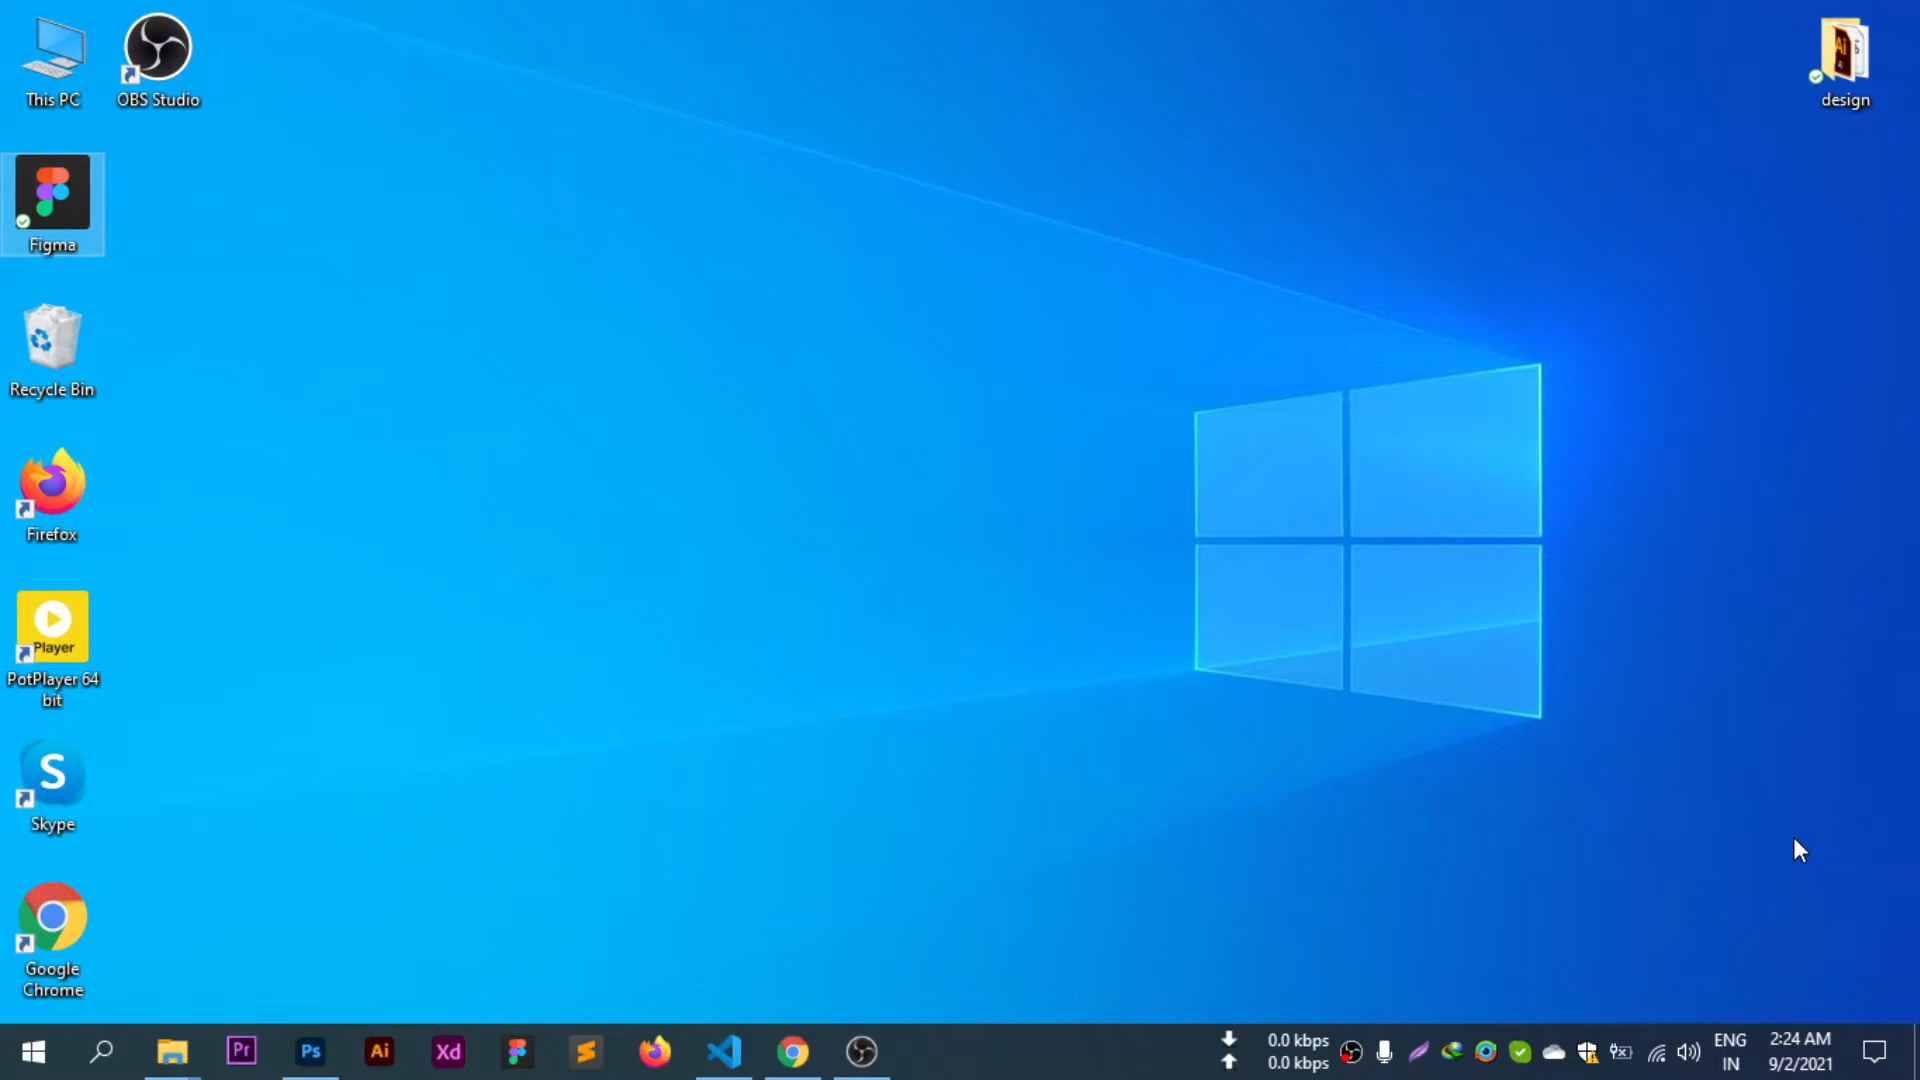 This PC
OBS Studio
Ai
design
Figma
Recycle Bin
Firefox
Player
PotPlayer 64
bit
S
Skype
Google
Chrome
Pr
Ps
Ai
Xd
0.0 kbps
0.0 kbps
ENG
IN
2:24 AM
9/2/2021